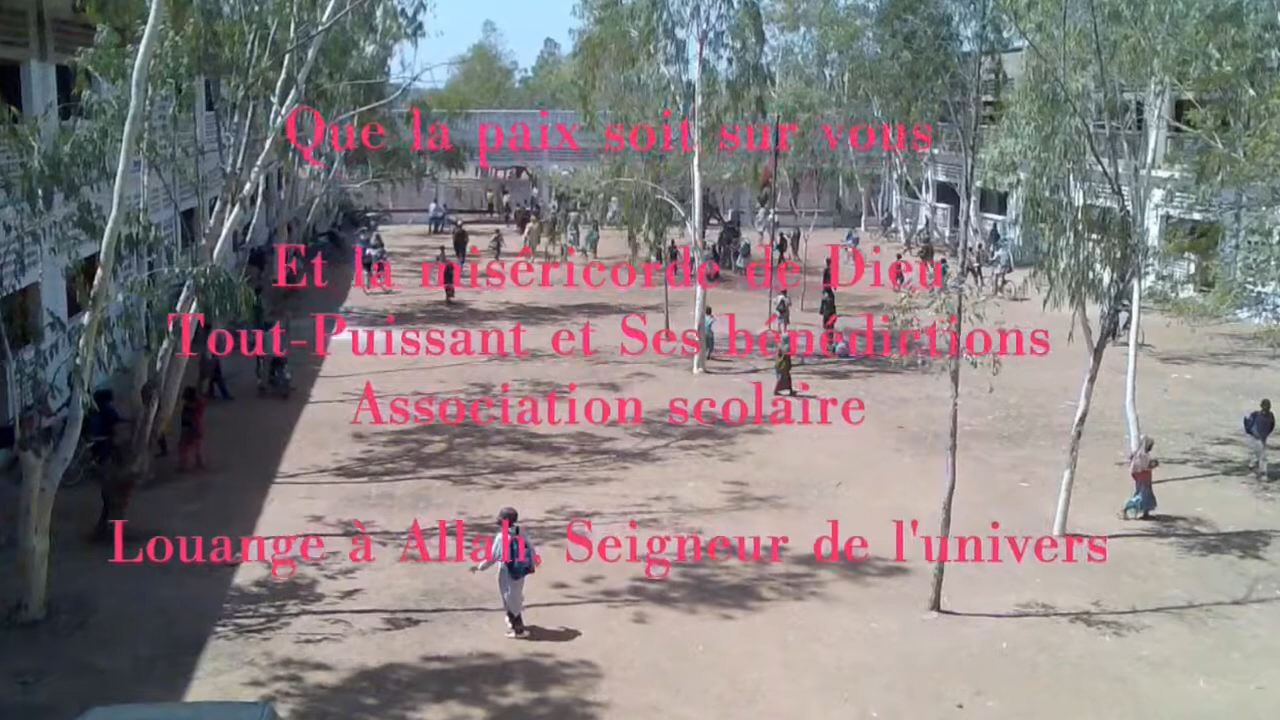 Que la paix soit sur vous
Et la miséricorde de Dieu
Tout-Puissant et Ses bénédictions
Association scolaire
Louange à Allah, Seigneur de l'univers